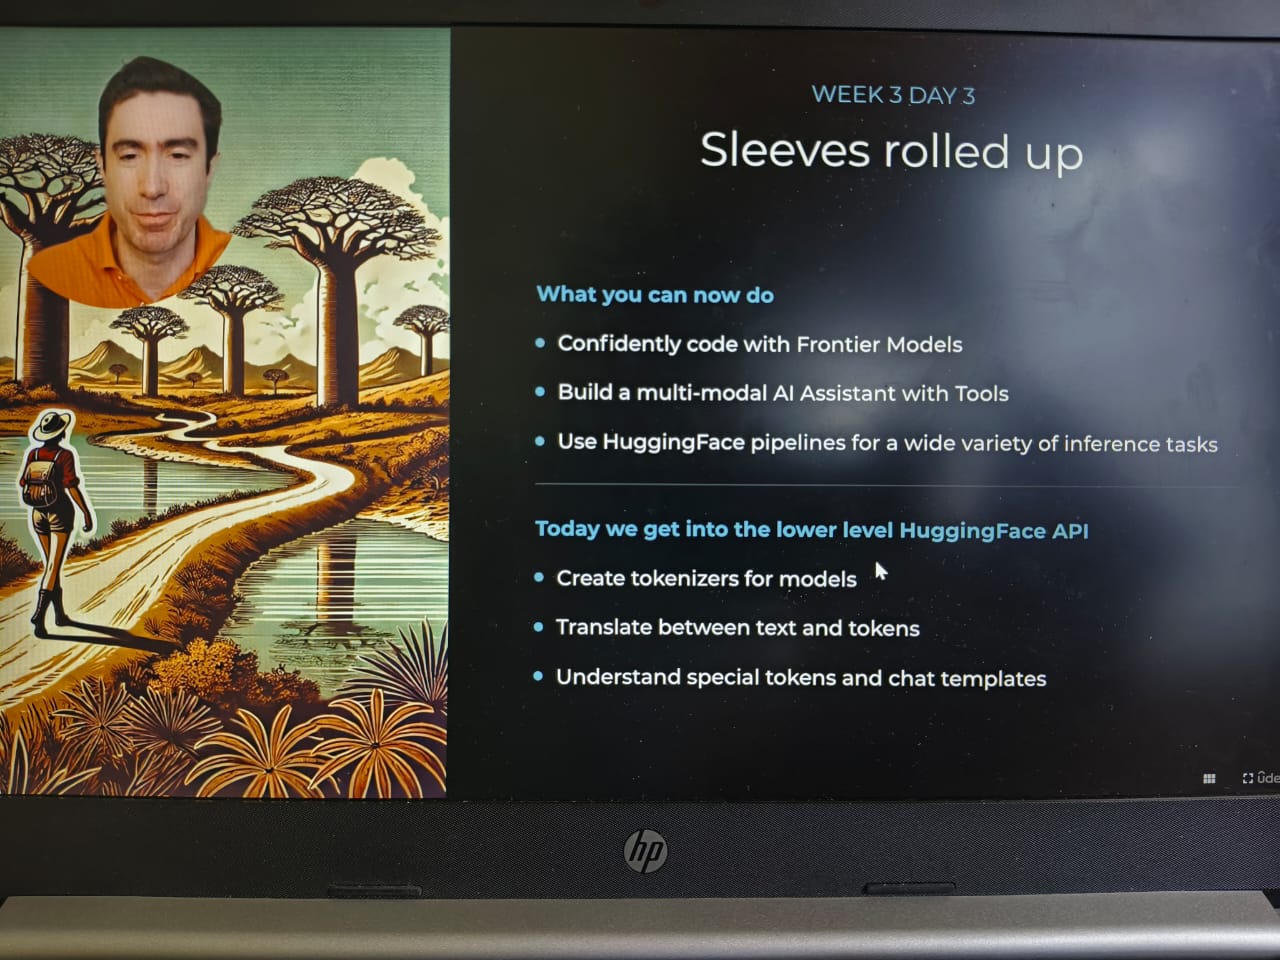 WEEK 3 DAY 3
Sleeves rolled up
What you can now do
Confidently code with Frontier Models
Build a multi-modal AI Assistant with Tools
Use HuggingFace pipelines for a wide variety of inference tasks
Today we get into the lower level HuggingFace API
Create tokenizers for models
Translate between text and tokens
Understand special tokens and chat templates
ûde
hp